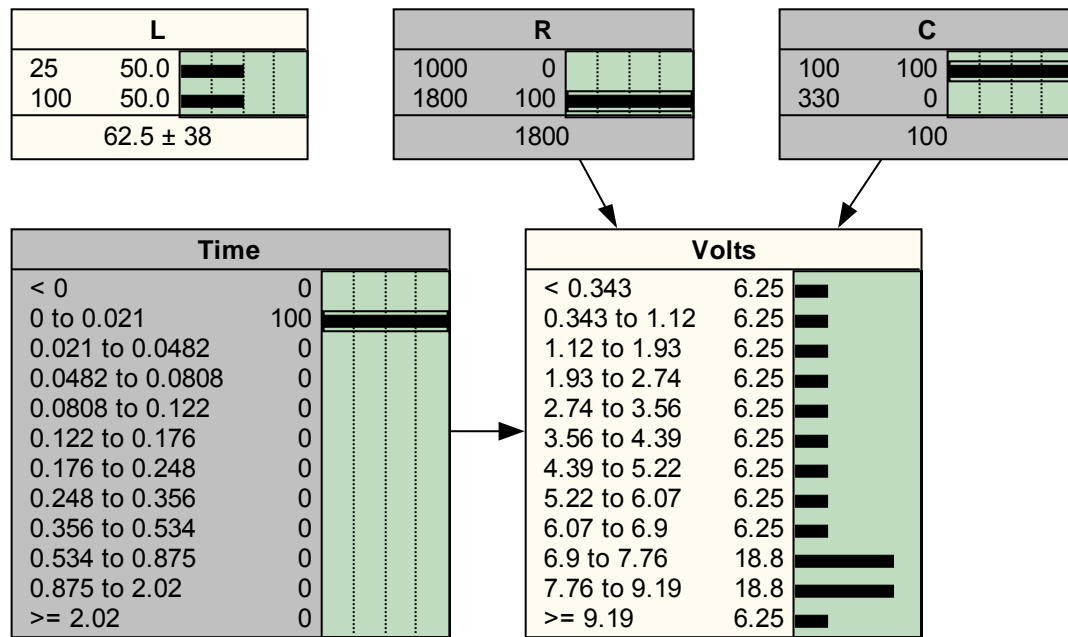 L
25 50.0
100 50.0
62.5 ± 38
R
1000 0
1800 100
1800
C
100 100
330 0
100
Time
< 0 0
0 to 0.021 100
0.021 to 0.0482 0
0.0482 to 0.0808 0
0.0808 to 0.122 0
0.122 to 0.176 0
0.176 to 0.248 0
0.248 to 0.356 0
0.356 to 0.534 0
0.534 to 0.875 0
0.875 to 2.02 0
>= 2.02 0
Volts
< 0.343 6.25
0.343 to 1.12 6.25
1.12 to 1.93 6.25
1.93 to 2.74 6.25
2.74 to 3.56 6.25
3.56 to 4.39 6.25
4.39 to 5.22 6.25
5.22 to 6.07 6.25
6.07 to 6.9 6.25
6.9 to 7.76 18.8
7.76 to 9.19 18.8
>= 9.19 6.25